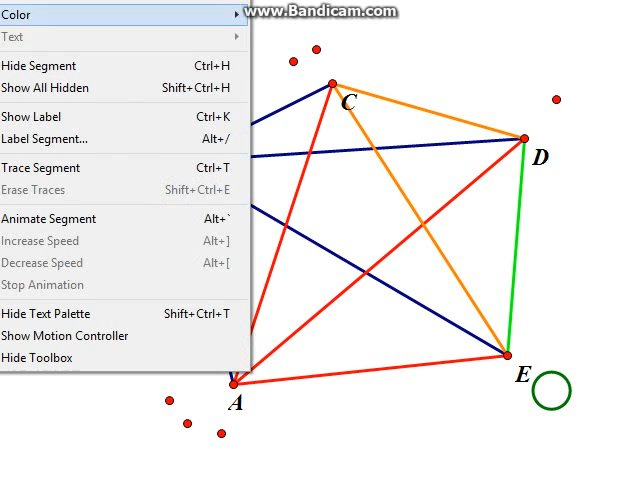 www.Bandicam.com
Color
Text
Hide Segment Ctrl+H
Show All Hidden Shift+Ctrl+H
Show Label Ctrl+K
Label Segment... Alt+/
Trace Segment Ctrl+T
Erase Traces Shift+Ctrl+E
Animate Segment Alt+`
Increase Speed Alt+]
Decrease Speed Alt+[
Stop Animation
Hide Text Palette Shift+Ctrl+T
Show Motion Controller
Hide Toolbox
C
D
E
A